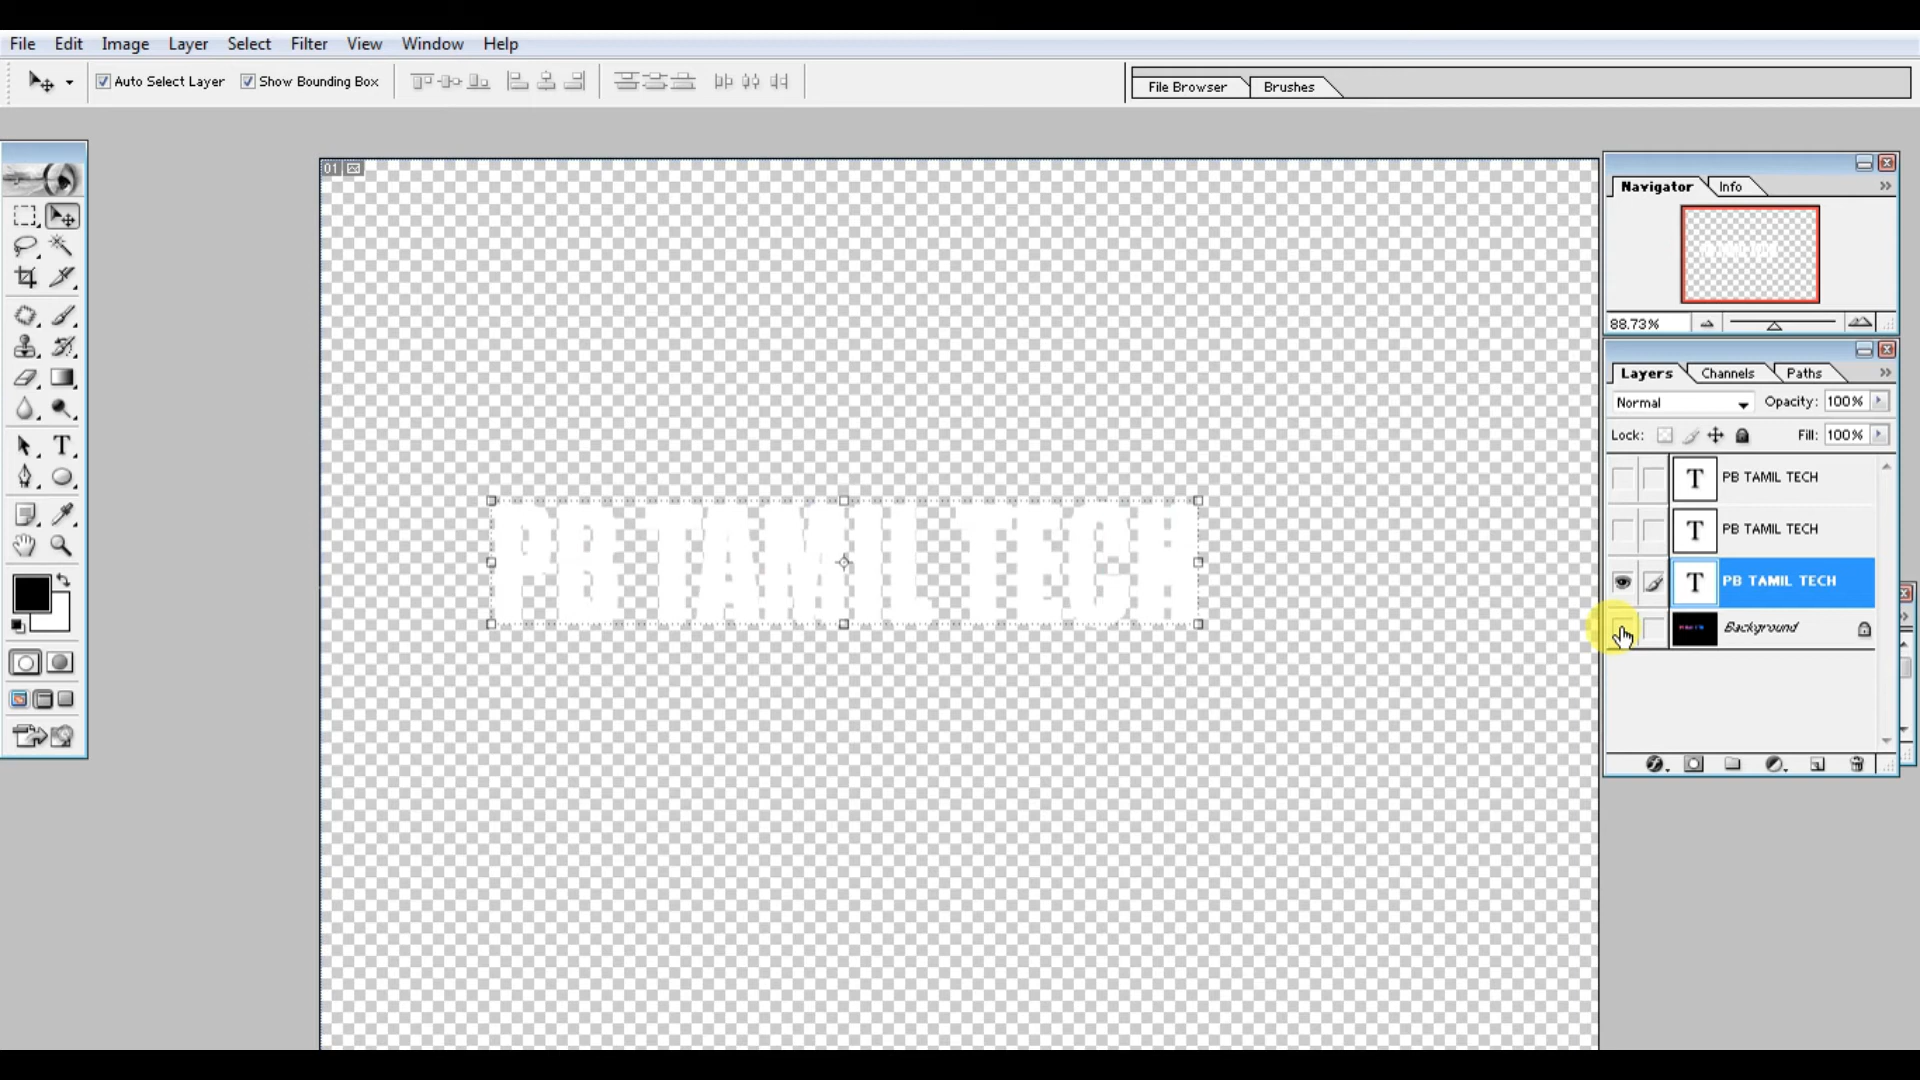 File Edit Image Layer Select Filter View Window Help
Auto Select Layer Show Bounding Box
File Browser Brushes
01
Navigator Info
88.73%
Layers Channels Paths
Normal Opacity: 100%
Lock: Fill: 100%
T PB TAMIL TECH
T PB TAMIL TECH
T PB TAMIL TECH
Background
PB TAMIL TECH